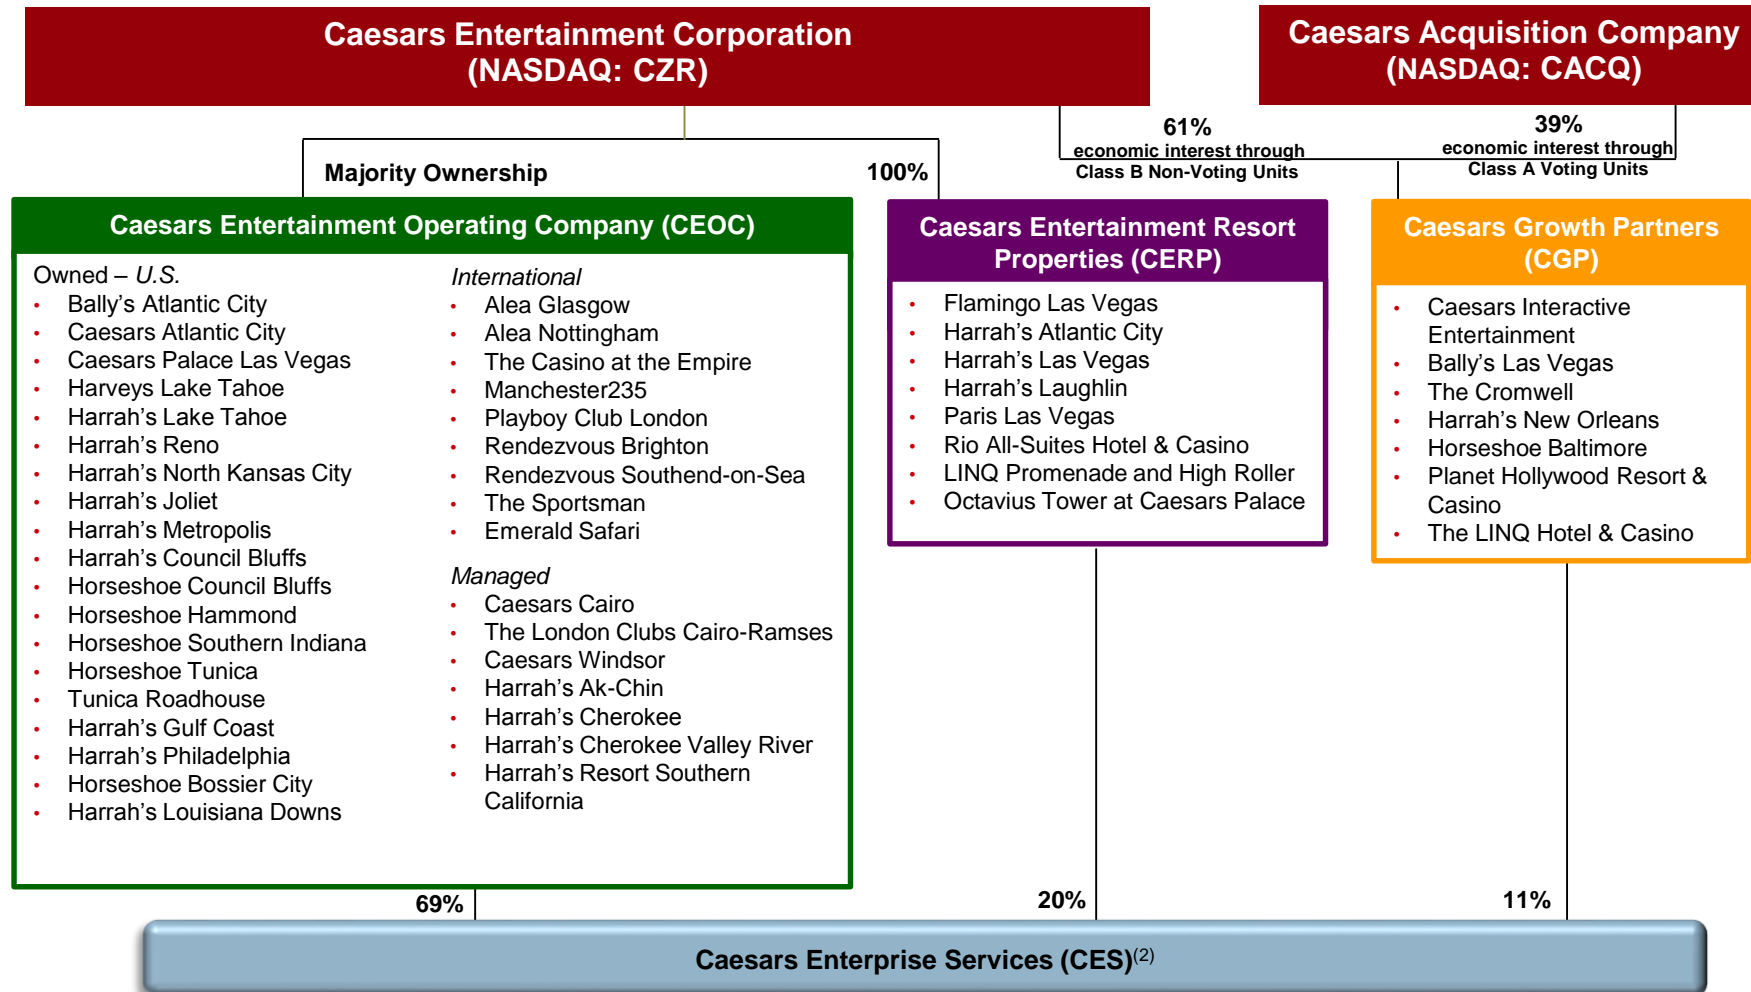 Caesars Entertainment Corporation
(NASDAQ: CZR)
Caesars Acquisition Company
(NASDAQ: CACQ)
61%
economic interest through
Class B Non-Voting Units
39%
economic interest through
Class A Voting Units
Majority Ownership
100%
Caesars Entertainment Operating Company (CEOC)
Owned – U.S.
• Bally’s Atlantic City
• Caesars Atlantic City
• Caesars Palace Las Vegas
• Harveys Lake Tahoe
• Harrah’s Lake Tahoe
• Harrah’s Reno
• Harrah’s North Kansas City
• Harrah’s Joliet
• Harrah’s Metropolis
• Harrah’s Council Bluffs
• Horseshoe Council Bluffs
• Horseshoe Hammond
• Horseshoe Southern Indiana
• Horseshoe Tunica
• Tunica Roadhouse
• Harrah’s Gulf Coast
• Harrah’s Philadelphia
• Horseshoe Bossier City
• Harrah’s Louisiana Downs
International
• Alea Glasgow
• Alea Nottingham
• The Casino at the Empire
• Manchester235
• Playboy Club London
• Rendezvous Brighton
• Rendezvous Southend-on-Sea
• The Sportsman
• Emerald Safari
Managed
• Caesars Cairo
• The London Clubs Cairo-Ramses
• Caesars Windsor
• Harrah’s Ak-Chin
• Harrah’s Cherokee
• Harrah’s Cherokee Valley River
• Harrah’s Resort Southern
California
Caesars Entertainment Resort
Properties (CERP)
• Flamingo Las Vegas
• Harrah’s Atlantic City
• Harrah’s Las Vegas
• Harrah’s Laughlin
• Paris Las Vegas
• Rio All-Suites Hotel & Casino
• LINQ Promenade and High Roller
• Octavius Tower at Caesars Palace
Caesars Growth Partners
(CGP)
• Caesars Interactive
Entertainment
• Bally’s Las Vegas
• The Cromwell
• Harrah’s New Orleans
• Horseshoe Baltimore
• Planet Hollywood Resort &
Casino
• The LINQ Hotel & Casino
69%
20%
11%
Caesars Enterprise Services (CES)(2)